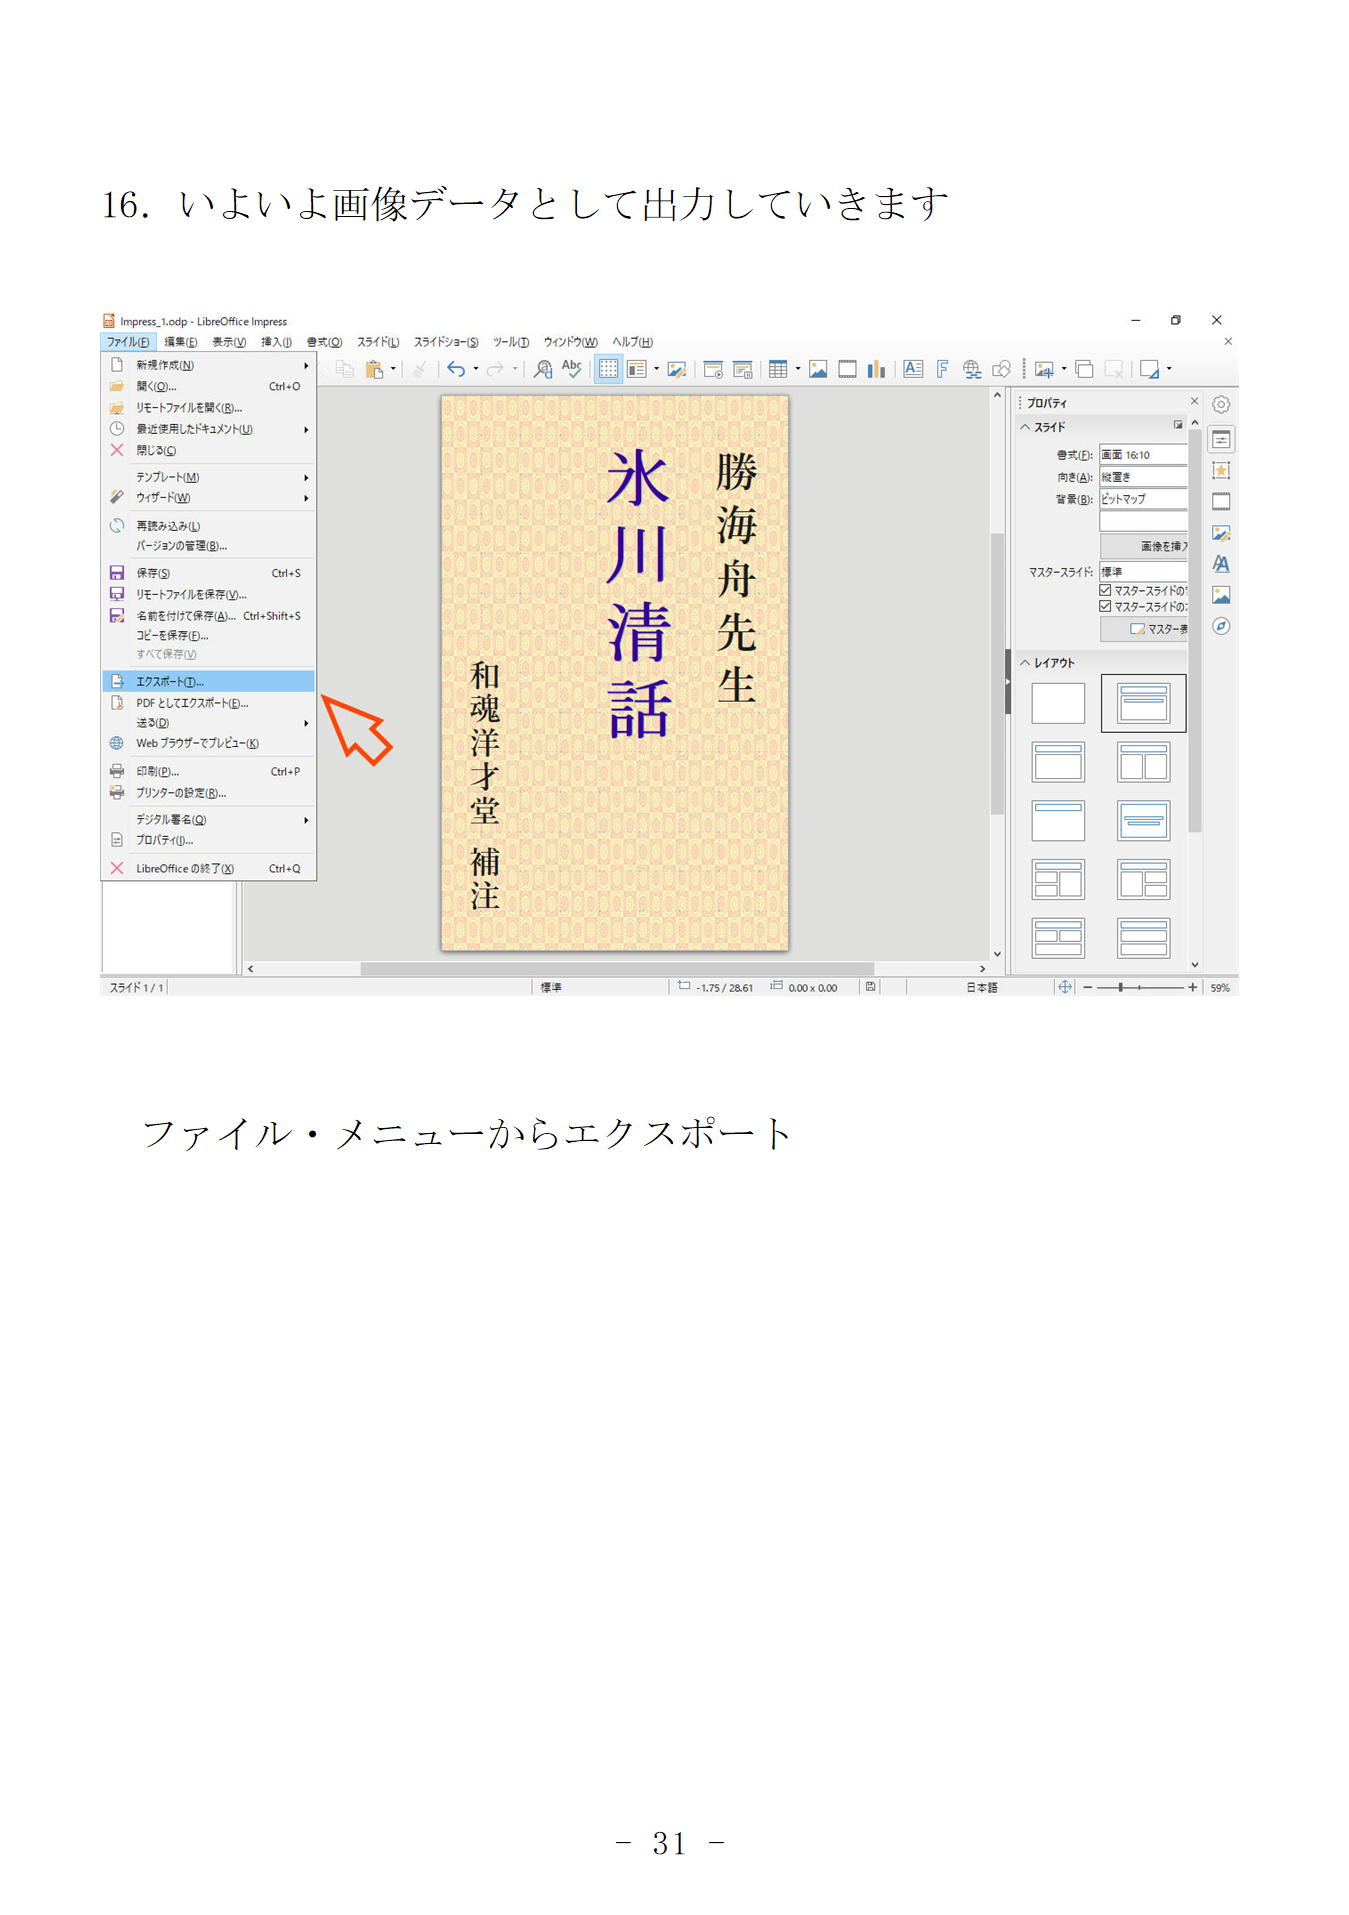 16．いよいよ画像データとして出力していきます
Impress_1.odp - LibreOffice Impress
ファイル(F) 編集(E) 表示(V) 挿入(I) 書式(O) スライド(L) スライドショー(S) ツール(T) ウィンドウ(W) ヘルプ(H)
新規作成(N)
開く(O)... Ctrl+O
リモートファイルを開く(R)...
最近使用したドキュメント(U)
閉じる(C)
テンプレート(M)
ウィザード(W)
再読み込み(L)
バージョンの管理(B)...
保存(S) Ctrl+S
リモートファイルを保存(V)...
名前を付けて保存(A)... Ctrl+Shift+S
コピーを保存(F)...
すべて保存(V)
エクスポート(T)...
PDF としてエクスポート(E)...
送る(D)
Web ブラウザーでプレビュー(K)
印刷(P)... Ctrl+P
プリンターの設定(R)...
デジタル署名(Q)
プロパティ(I)...
LibreOffice の終了(X) Ctrl+Q
勝海舟先生
氷川清話
和魂洋才堂 補注
プロパティ
スライド
書式(F): 画面 16:10
向き(A): 縦置き
背景(B): ビットマップ
画像を挿入
マスタースライド: 標準
マスタースライドの
マスタースライドの
マスター表
レイアウト
スライド 1 / 1
標準
-1.75 / 28.61
0.00 x 0.00
日本語
59%
ファイル・メニューからエクスポート
- 31 -